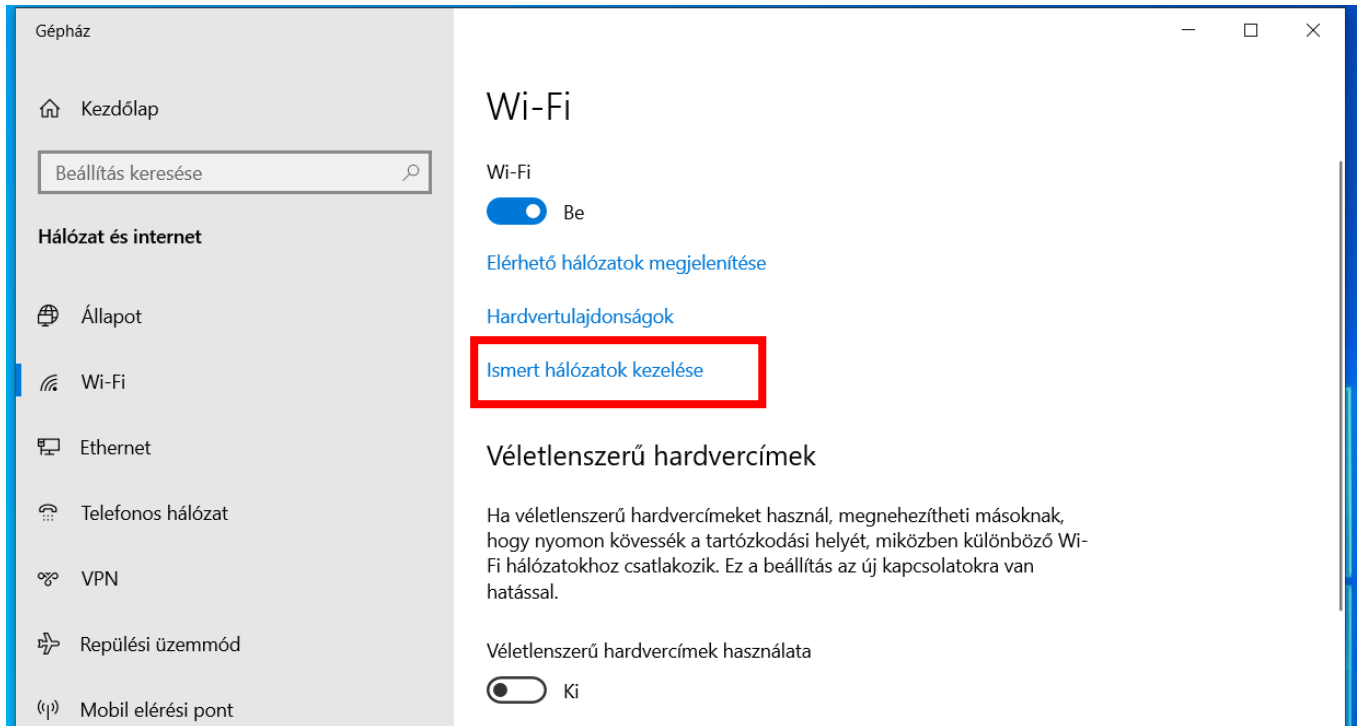 Gépház
Kezdőlap
Beállítás keresése
Hálózat és internet
Állapot
Wi-Fi
Ethernet
Telefonos hálózat
VPN
Repülési üzemmód
Mobil elérési pont
Wi-Fi
Wi-Fi
Be
Elérhető hálózatok megjelenítése
Hardvertulajdonságok
Ismert hálózatok kezelése
Véletlenszerű hardvercímek
Ha véletlenszerű hardvercímeket használ, megnehezítheti másoknak,
hogy nyomon kövessék a tartózkodási helyét, miközben különböző Wi-
Fi hálózatokhoz csatlakozik. Ez a beállítás az új kapcsolatokra van
hatással.
Véletlenszerű hardvercímek használata
Ki